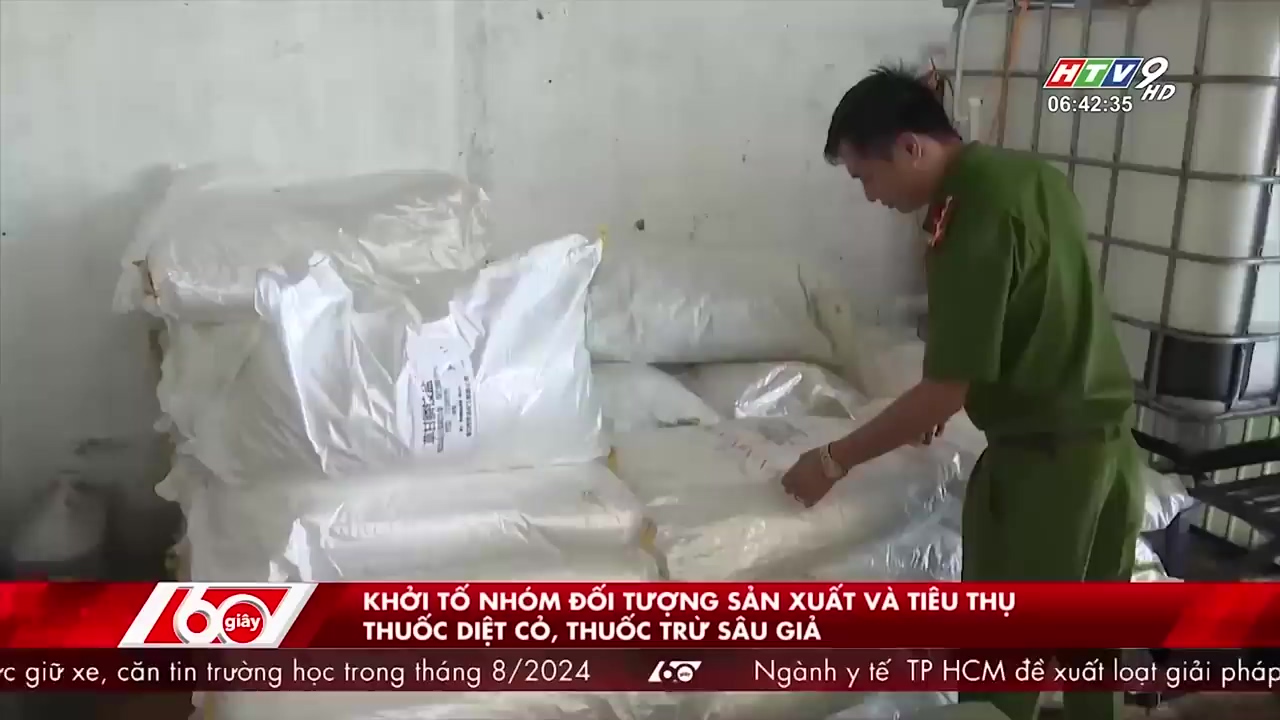 HTV9
HD
06:42:35
60
giây
KHỞI TỐ NHÓM ĐỐI TƯỢNG SẢN XUẤT VÀ TIÊU THỤ
THUỐC DIỆT CỎ, THUỐC TRỪ SÂU GIẢ
giữ xe, căn tin trường học trong tháng 8/2024
60
giây
Ngành y tế TP HCM đề xuất loạt giải pháp